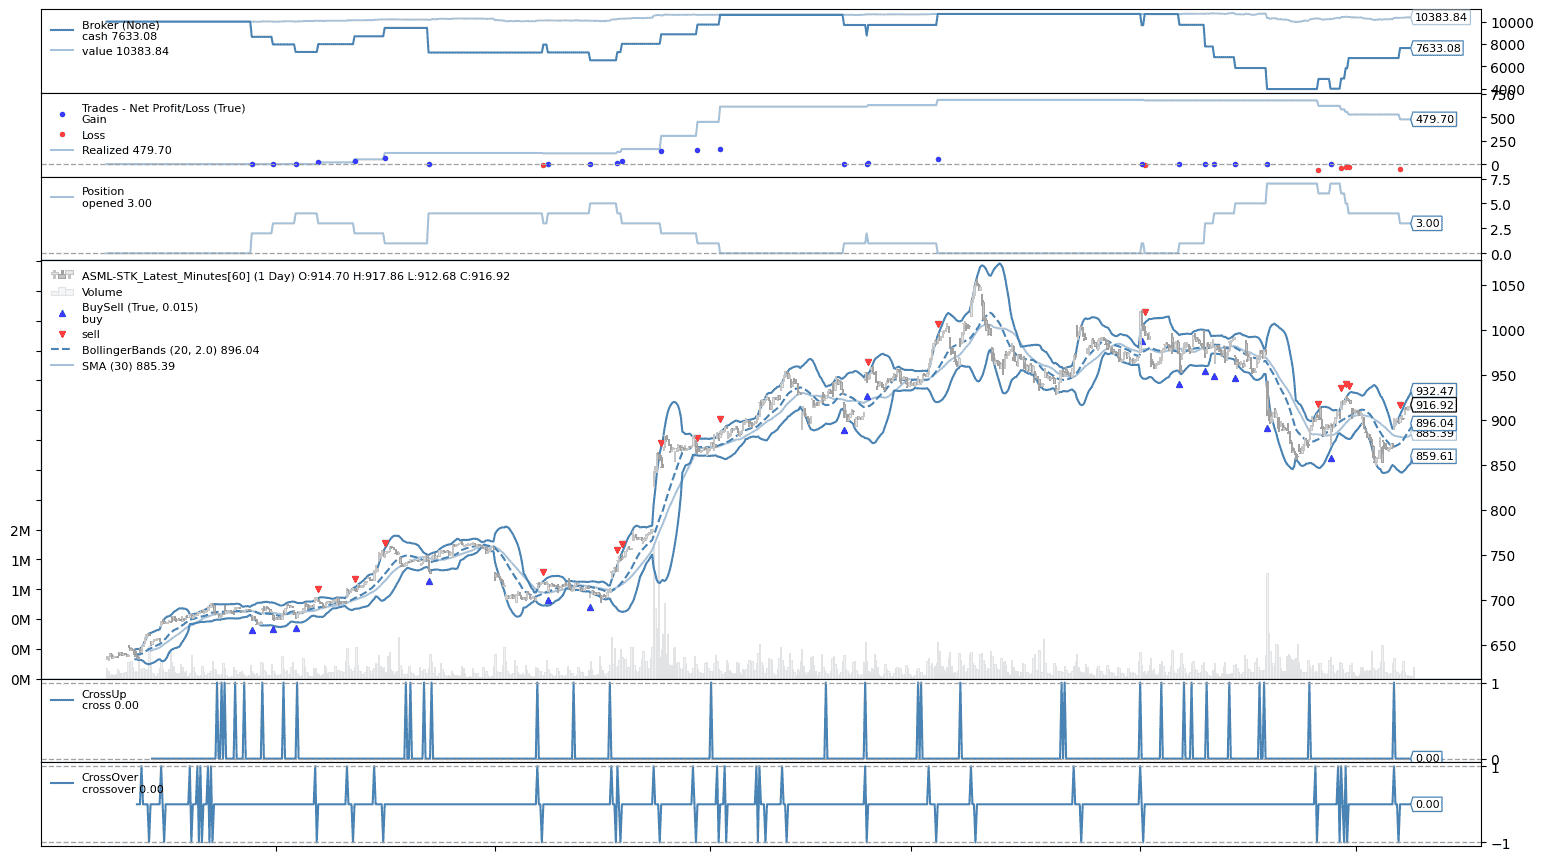 Broker (None)
cash 7633.08
value 10383.84
10383.84
7633.08
10000
8000
6000
4000
Trades - Net Profit/Loss (True)
Gain
Loss
Realized 479.70
479.70
750
500
250
0
Position
opened 3.00
3.00
7.5
5.0
2.5
0.0
ASML-STK_Latest_Minutes[60] (1 Day) O:914.70 H:917.86 L:912.68 C:916.92
Volume
BuySell (True, 0.015)
buy
sell
BollingerBands (20, 2.0) 896.04
SMA (30) 885.39
932.47
916.92
896.04
885.39
859.61
1050
1000
950
900
850
800
750
700
650
2M
1M
1M
0M
0M
0M
CrossUp
cross 0.00
0.00
1
0
CrossOver
crossover 0.00
0.00
1
−1